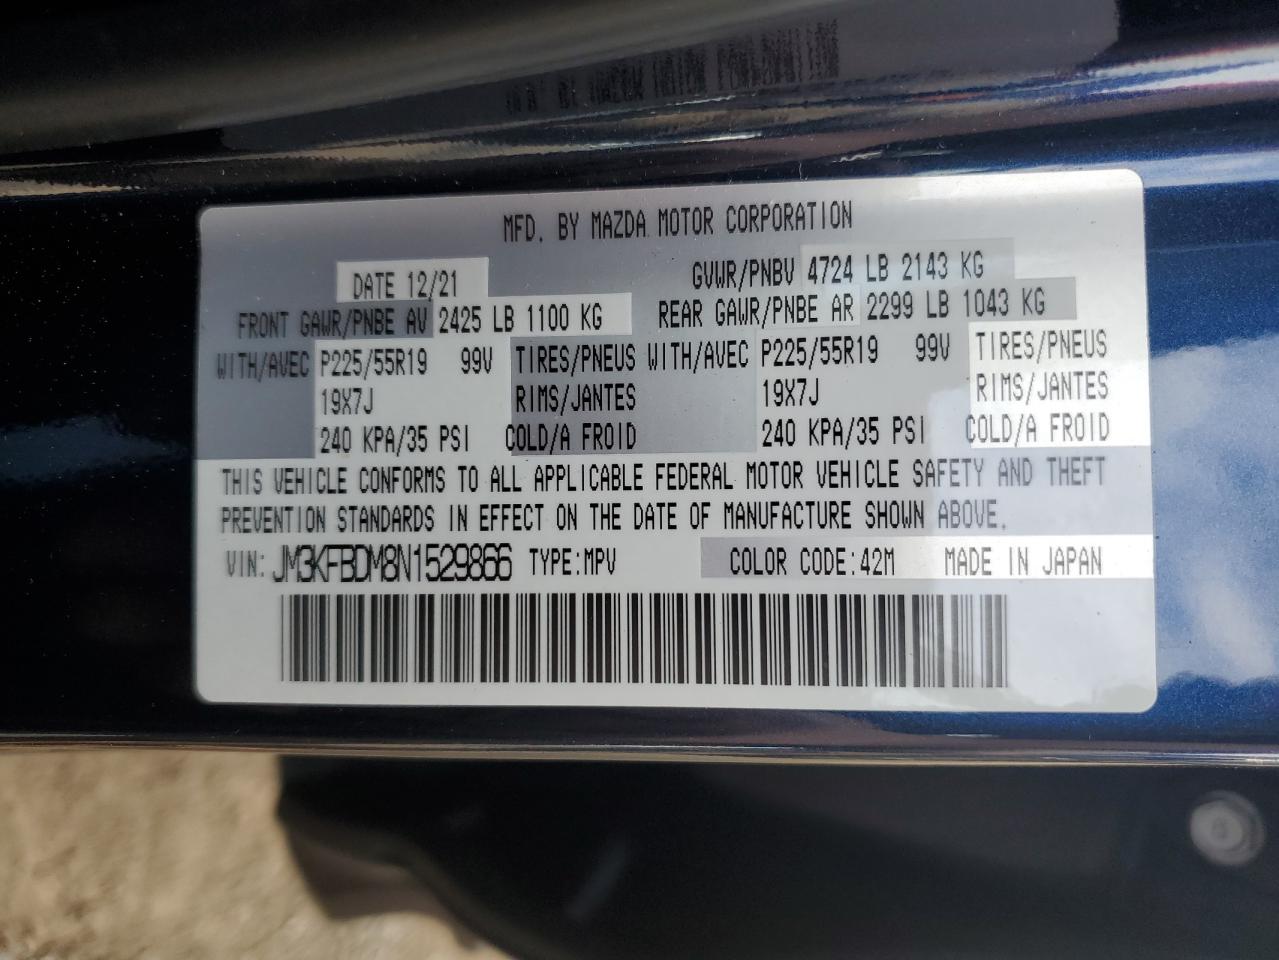 MFD. BY MAZDA MOTOR CORPORATION
DATE 12/21 GVWR/PNBV 4724 LB 2143 KG
FRONT GAWR/PNBE AV 2425 LB 1100 KG REAR GAWR/PNBE AR 2299 LB 1043 KG
WITH/AVEC P225/55R19 99V TIRES/PNEUS WITH/AVEC P225/55R19 99V TIRES/PNEUS
19X7J RIMS/JANTES 19X7J RIMS/JANTES
240 KPA/35 PSI COLD/A FROID 240 KPA/35 PSI COLD/A FROID
THIS VEHICLE CONFORMS TO ALL APPLICABLE FEDERAL MOTOR VEHICLE SAFETY AND THEFT
PREVENTION STANDARDS IN EFFECT ON THE DATE OF MANUFACTURE SHOWN ABOVE.
VIN: JM3KFBDM8N1529866 TYPE:MPV COLOR CODE:42M MADE IN JAPAN